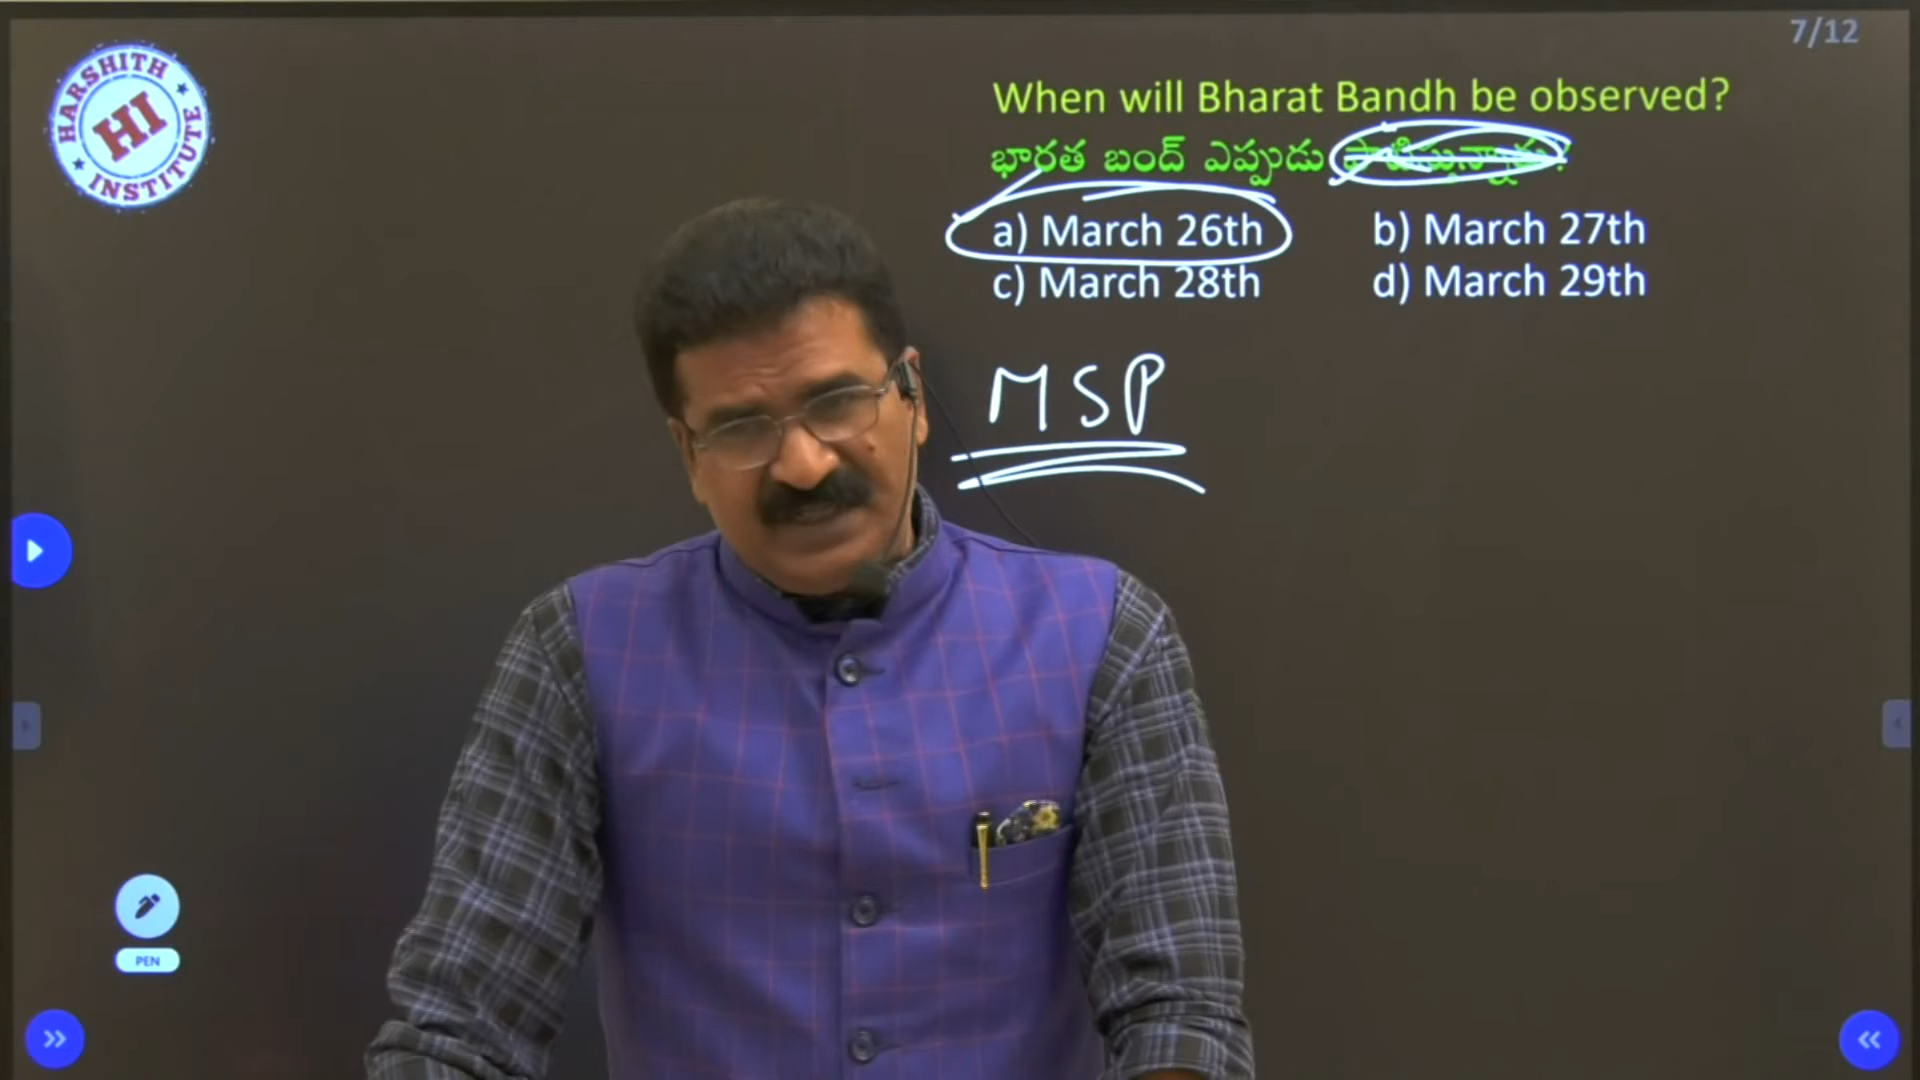 7/12
HARSHITH
HI
INSTITUTE
When will Bharat Bandh be observed?
భారత బంద్ ఎప్పుడు
a) March 26th
b) March 27th
c) March 28th
d) March 29th
MSP
PEN